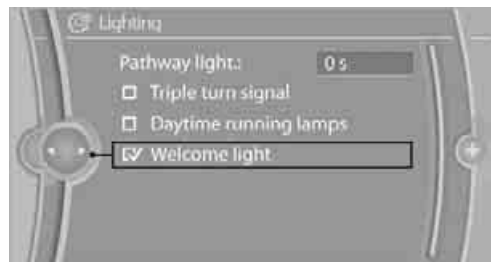 Lighting
Pathway light.: 0 s
Triple turn signal
Daytime running lamps
Welcome light